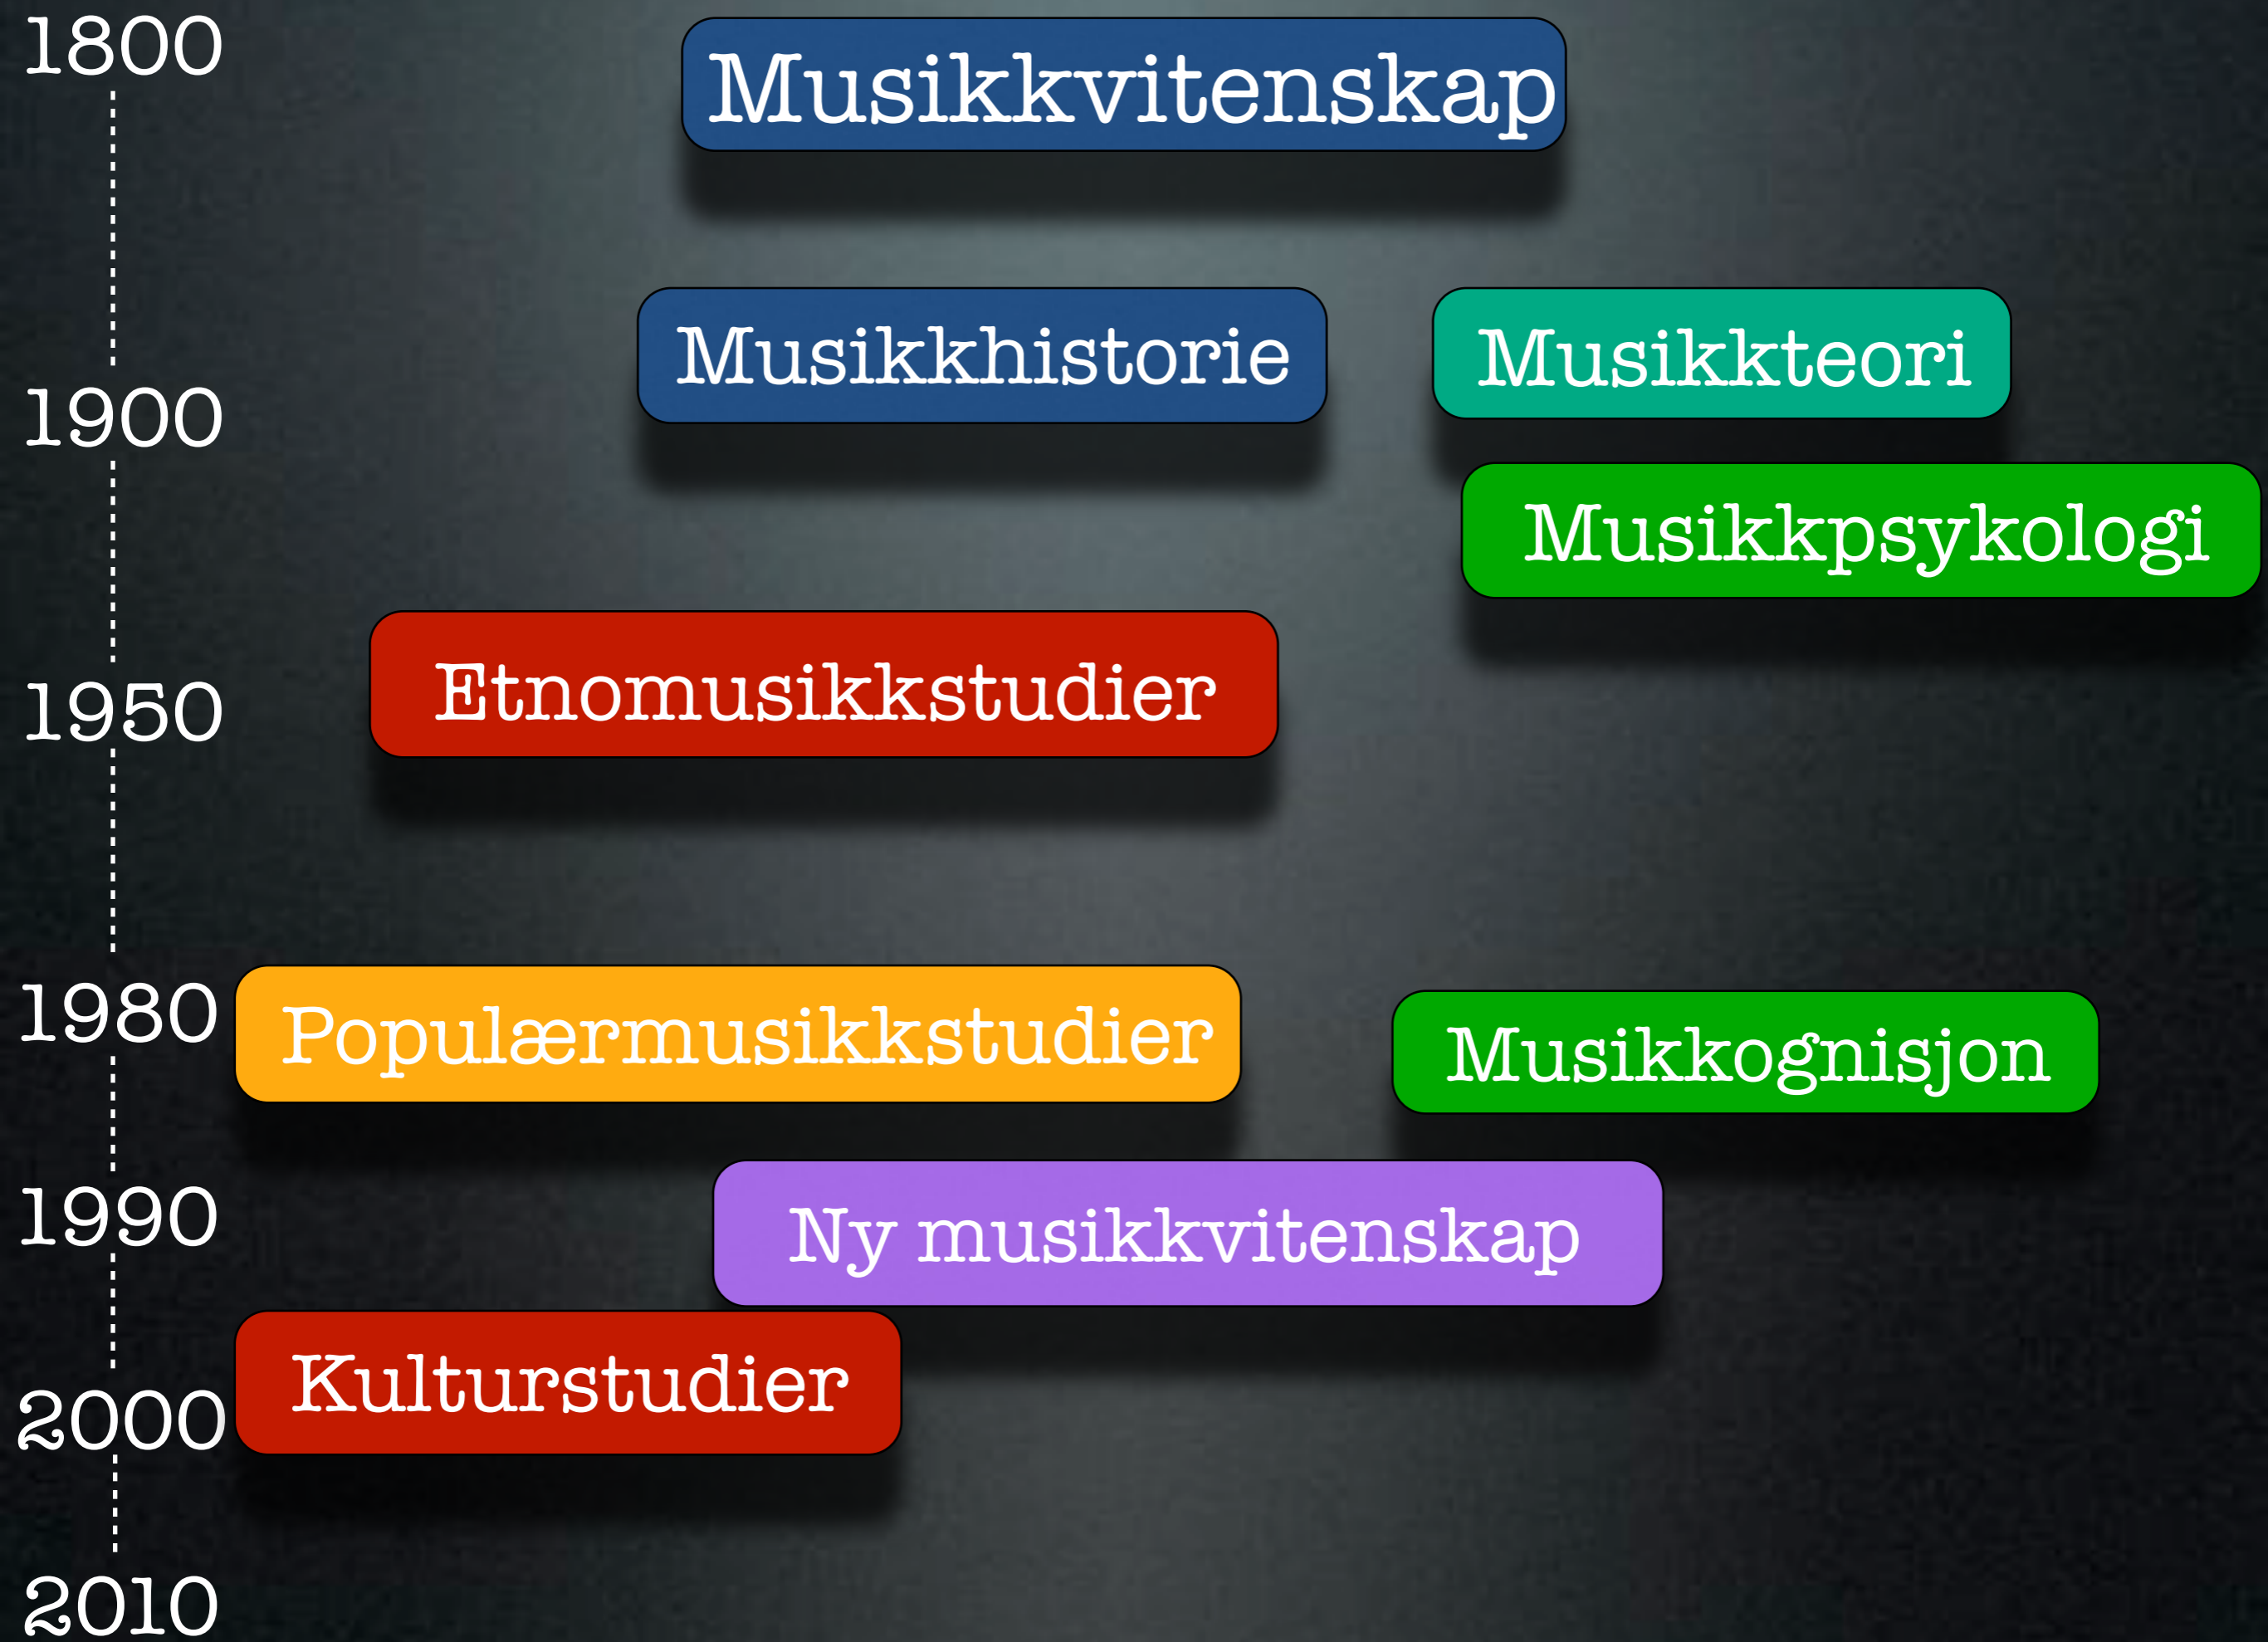 1800
Musikkvitenskap
Musikkhistorie
Musikkteori
1900
Musikkpsykologi
Etnomusikkstudier
1950
1980
Populærmusikkstudier
Musikkognisjon
1990
Ny musikkvitenskap
Kulturstudier
2000
2010